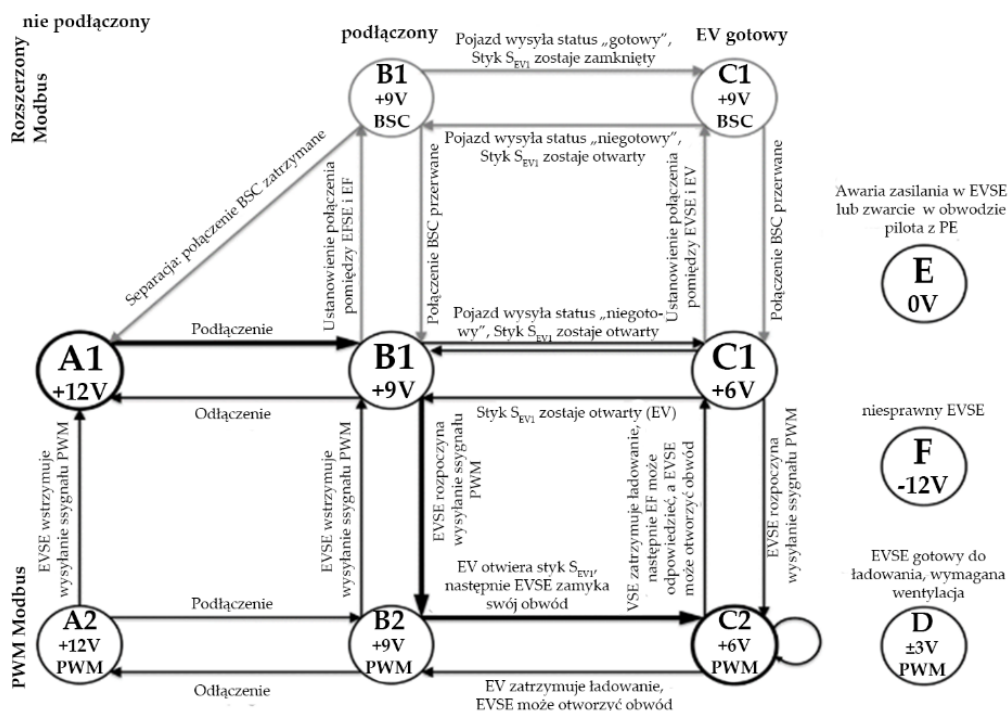 nie podłączony
podłączony
EV gotowy
Rozszerzony
Modbus
B1
+9V
BSC
Pojazd wysyła status „gotowy”,
Styk SEV1 zostaje zamknięty
C1
+9V
BSC
Pojazd wysyła status „niegotowy”,
Styk SEV1 zostaje otwarty
Separacja: połączenie BSC zatrzymane
Ustanowienie połączenia
pomiędzy EFSE i EF
Połączenie BSC przerwane
Ustanowienie połączenia
pomiędzy EVSE i EV
Połączenie BSC przerwane
Awaria zasilania w EVSE
lub zwarcie w obwodzie
pilota z PE
E
0V
A1
+12V
Podłączenie
Odłączenie
B1
+9V
Pojazd wysyła status „niegoto-
wy”, Styk SEV1 zostaje otwarty
Styk SEV1 zostaje otwarty (EV)
C1
+6V
niesprawny EVSE
F
-12V
EVSE wstrzymuje
wysyłanie ssygnału PWM
EVSE wstrzymuje
wysyłanie ssygnału PWM
EVSE rozpoczyna
wysyłanie ssygnału
PWM
VSE zatrzymuje ładowanie,
następnie EF może
odpowiedzieć, a EVSE
może otworzyć obwód
EVSE rozpoczyna
wysyłanie ssygnału PWM
EV otwiera styk SEV1,
następnie EVSE zamyka
swój obwód
EVSE gotowy do
ładowania, wymagana
wentylacja
D
±3V
PWM
PWM Modbus
A2
+12V
PWM
Podłączenie
Odłączenie
B2
+9V
PWM
EV zatrzymuje ładowanie,
EVSE może otworzyć obwód
C2
+6V
PWM